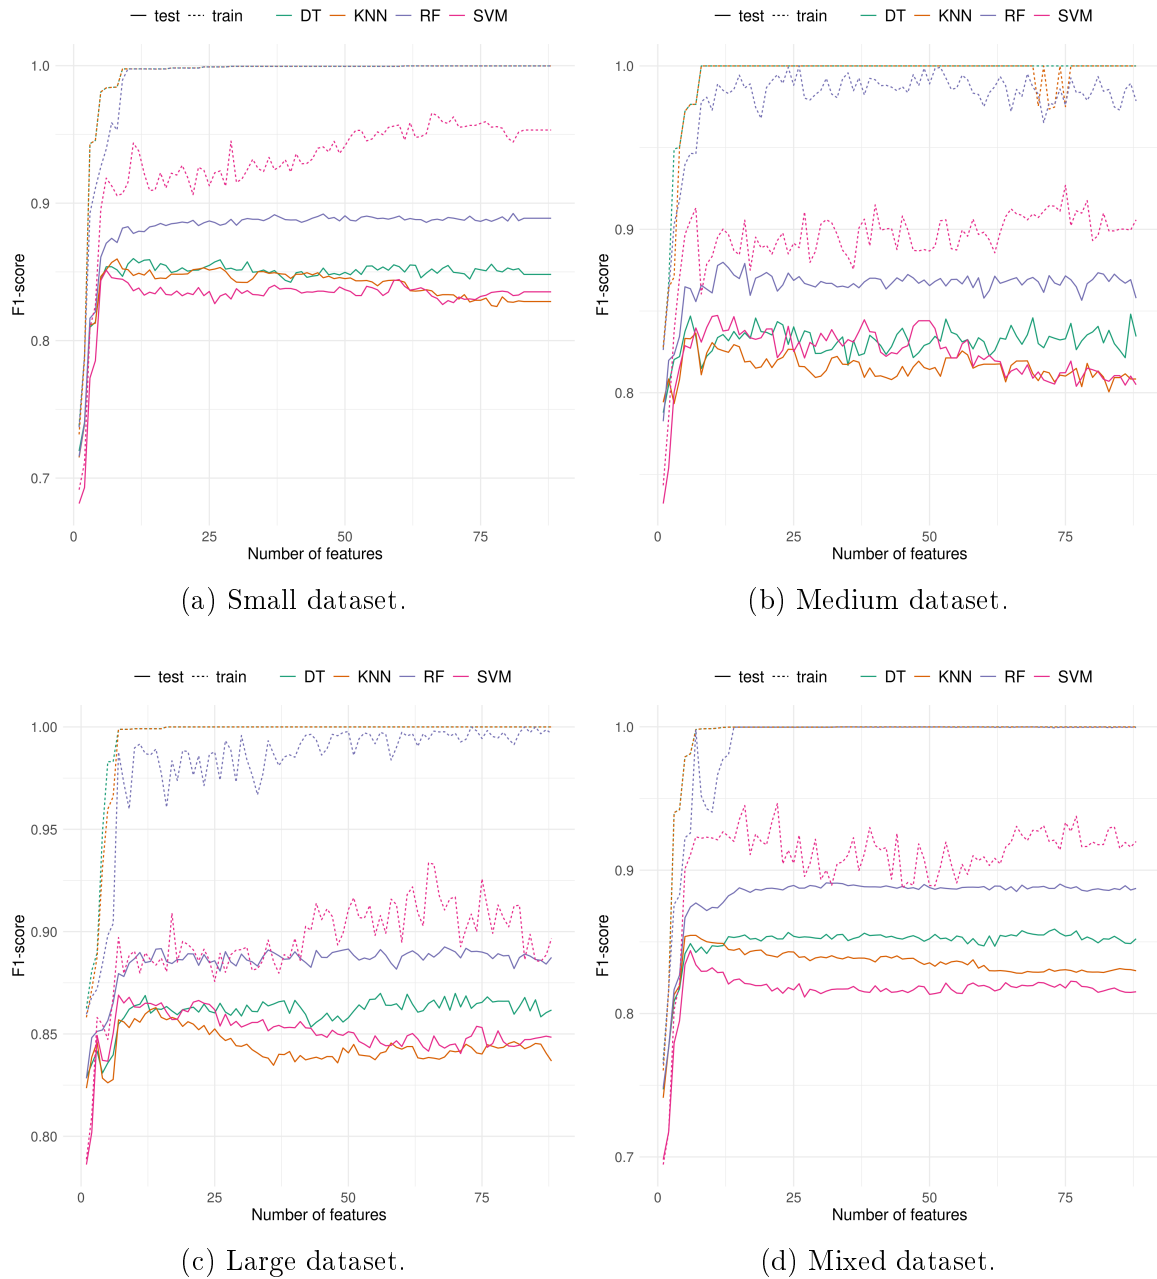 test train DT KNN RF SVM
1.0
0.9
0.8
0.7
F1-score
0 25 50 75
Number of features
(a) Small dataset.
test train DT KNN RF SVM
1.0
0.9
0.8
F1-score
0 25 50 75
Number of features
(b) Medium dataset.
test train DT KNN RF SVM
1.00
0.95
0.90
0.85
0.80
F1-score
0 25 50 75
Number of features
(c) Large dataset.
test train DT KNN RF SVM
1.0
0.9
0.8
0.7
F1-score
0 25 50 75
Number of features
(d) Mixed dataset.